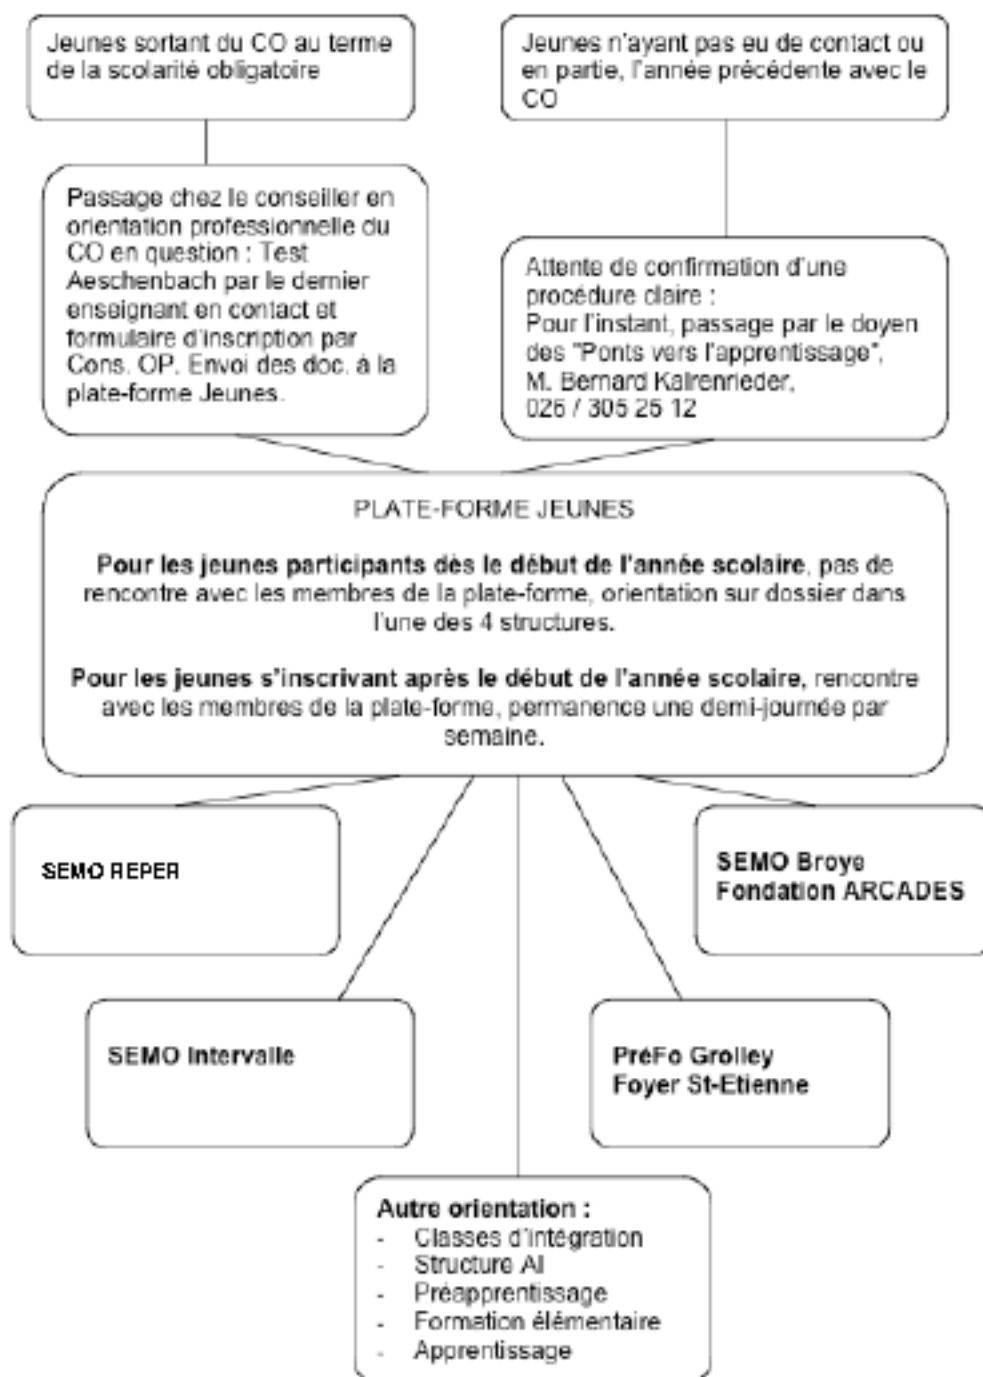 Jeunes sortant du CO au terme
de la scolarité obligatoire
Jeunes n'ayant pas eu de contact ou
en partie, l'année précédente avec le
CO
Passage chez le conseiller en
orientation professionnelle du
CO en question : Test
Aeschenbach par le dernier
enseignant en contact et
formulaire d'inscription par
Cons. OP. Envoi des doc. à la
plate-forme Jeunes.
Attente de confirmation d'une
procédure claire :
Pour l'instant, passage par le doyen
des "Ponts vers l'apprentissage",
M. Bernard
026 / 305 25 12
PLATE-FORME JEUNES
Pour les jeunes participants dès le début de l'année scolaire, pas de
rencontre avec les membres de la plate-forme, orientation sur dossier dans
l'une des 4 structures.
Pour les jeunes s'inscrivant après le début de l'année scolaire, rencontre
avec les membres de la plate-forme, permanence une demi-journée par
semaine.
SEMO REPER
SEMO Broye
Fondation ARCADES
SEMO Intervalle
PréFo Grolley
Foyer St-Etienne
Autre orientation :
- Classes d'intégration
- Structure AI
- Préapprentissage
- Formation élémentaire
- Apprentissage